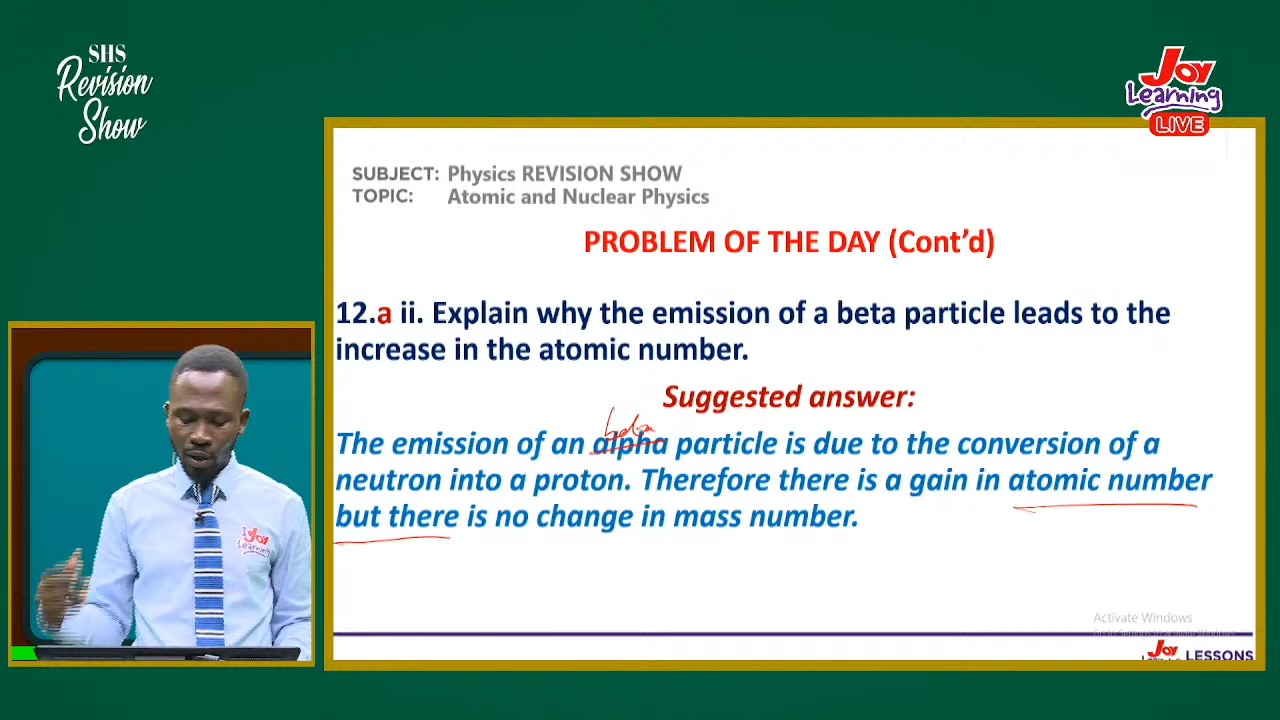 SHS
Revision
Show
JOY
Learning
LIVE
SUBJECT: Physics REVISION SHOW
TOPIC: Atomic and Nuclear Physics
PROBLEM OF THE DAY (Cont'd)
12.a ii. Explain why the emission of a beta particle leads to the
increase in the atomic number.
Suggested answer:
beta
The emission of an alpha particle is due to the conversion of a
neutron into a proton. Therefore there is a gain in atomic number
but there is no change in mass number.
JOY
Learning
Activate Windows
JOY
LESSONS